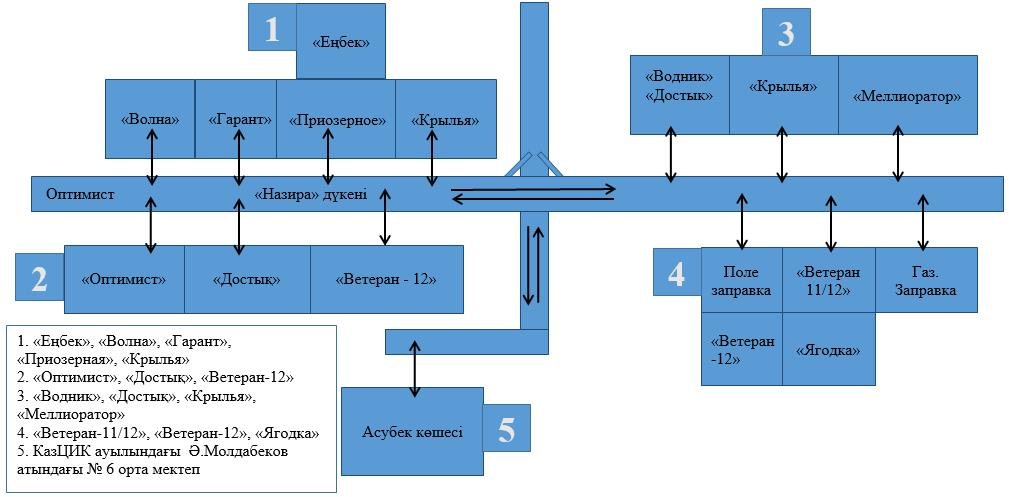 1
«Еңбек»
«Волна»
«Гарант»
«Приозерное»
«Крылья»
3
«Водник»
«Достык»
«Крылья»
«Меллиоратор»
Оптимист
«Назира» дүкені
2
«Оптимист»
«Достық»
«Ветеран - 12»
4
Поле
заправка
«Ветеран
11/12»
Газ.
Заправка
«Ветеран
-12»
«Ягодка»
Асубек көшесі
5
1. «Еңбек», «Волна», «Гарант»,
«Приозерная», «Крылья»
2. «Оптимист», «Достық», «Ветеран-12»
3. «Водник», «Достық», «Крылья»,
«Меллиоратор»
4. «Ветеран-11/12», «Ветеран-12», «Ягодка»
5. КазЦИК ауылындағы Ә.Молдабеков
атындағы № 6 орта мектеп